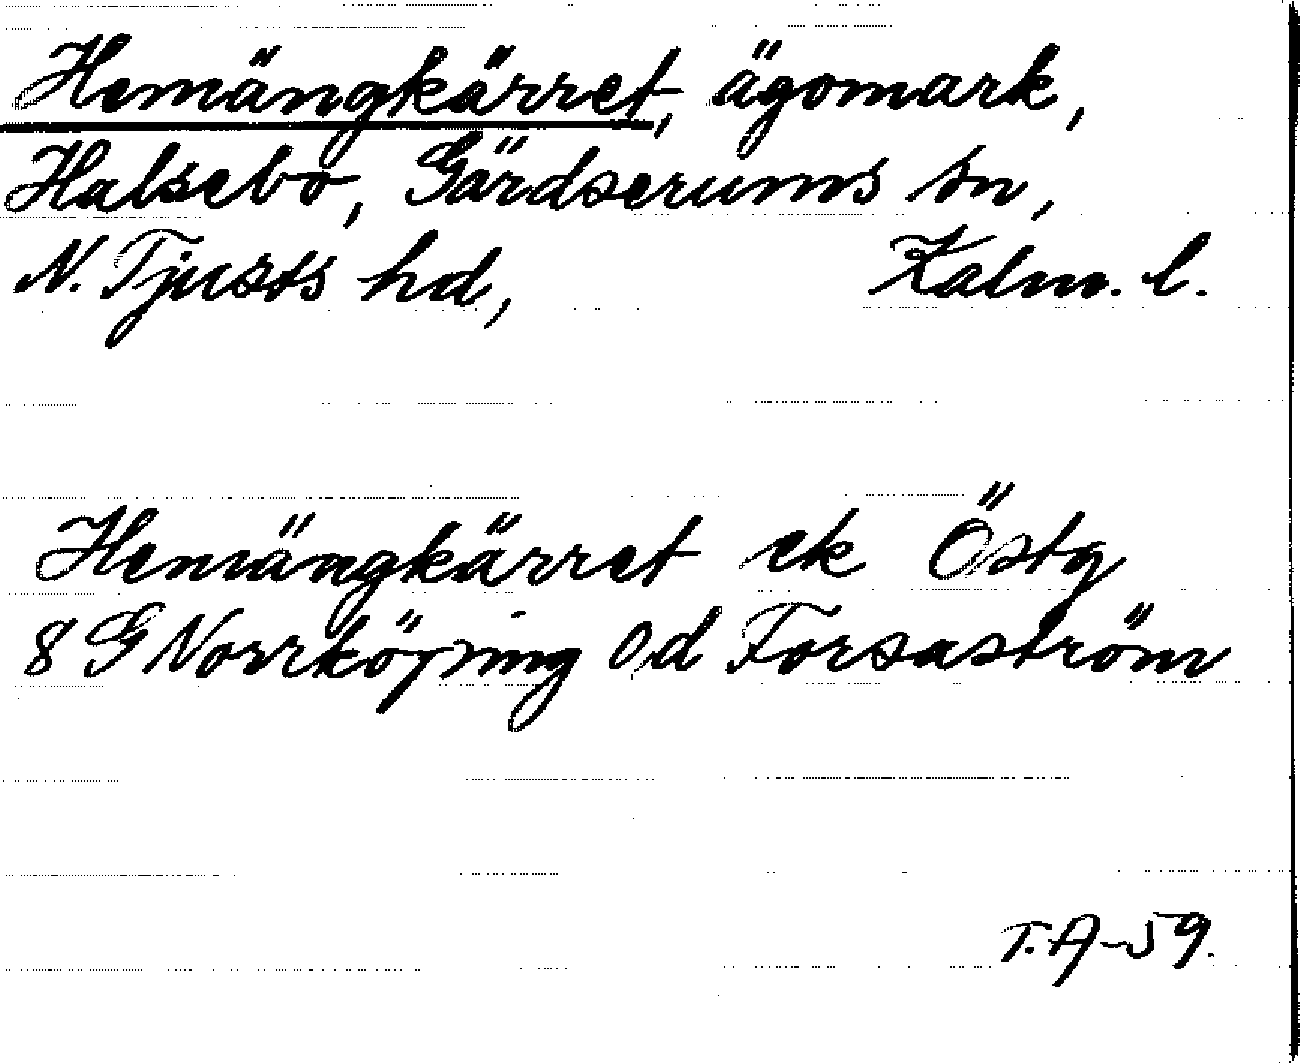 Hemängkärret, ägomark,
Halsebo, Gärdserums sn,
N. Tjusts hd, Kalm. l.
Hemängkärret ek Östg
8 G Norrköping 0d Forsaström
T.A-59.